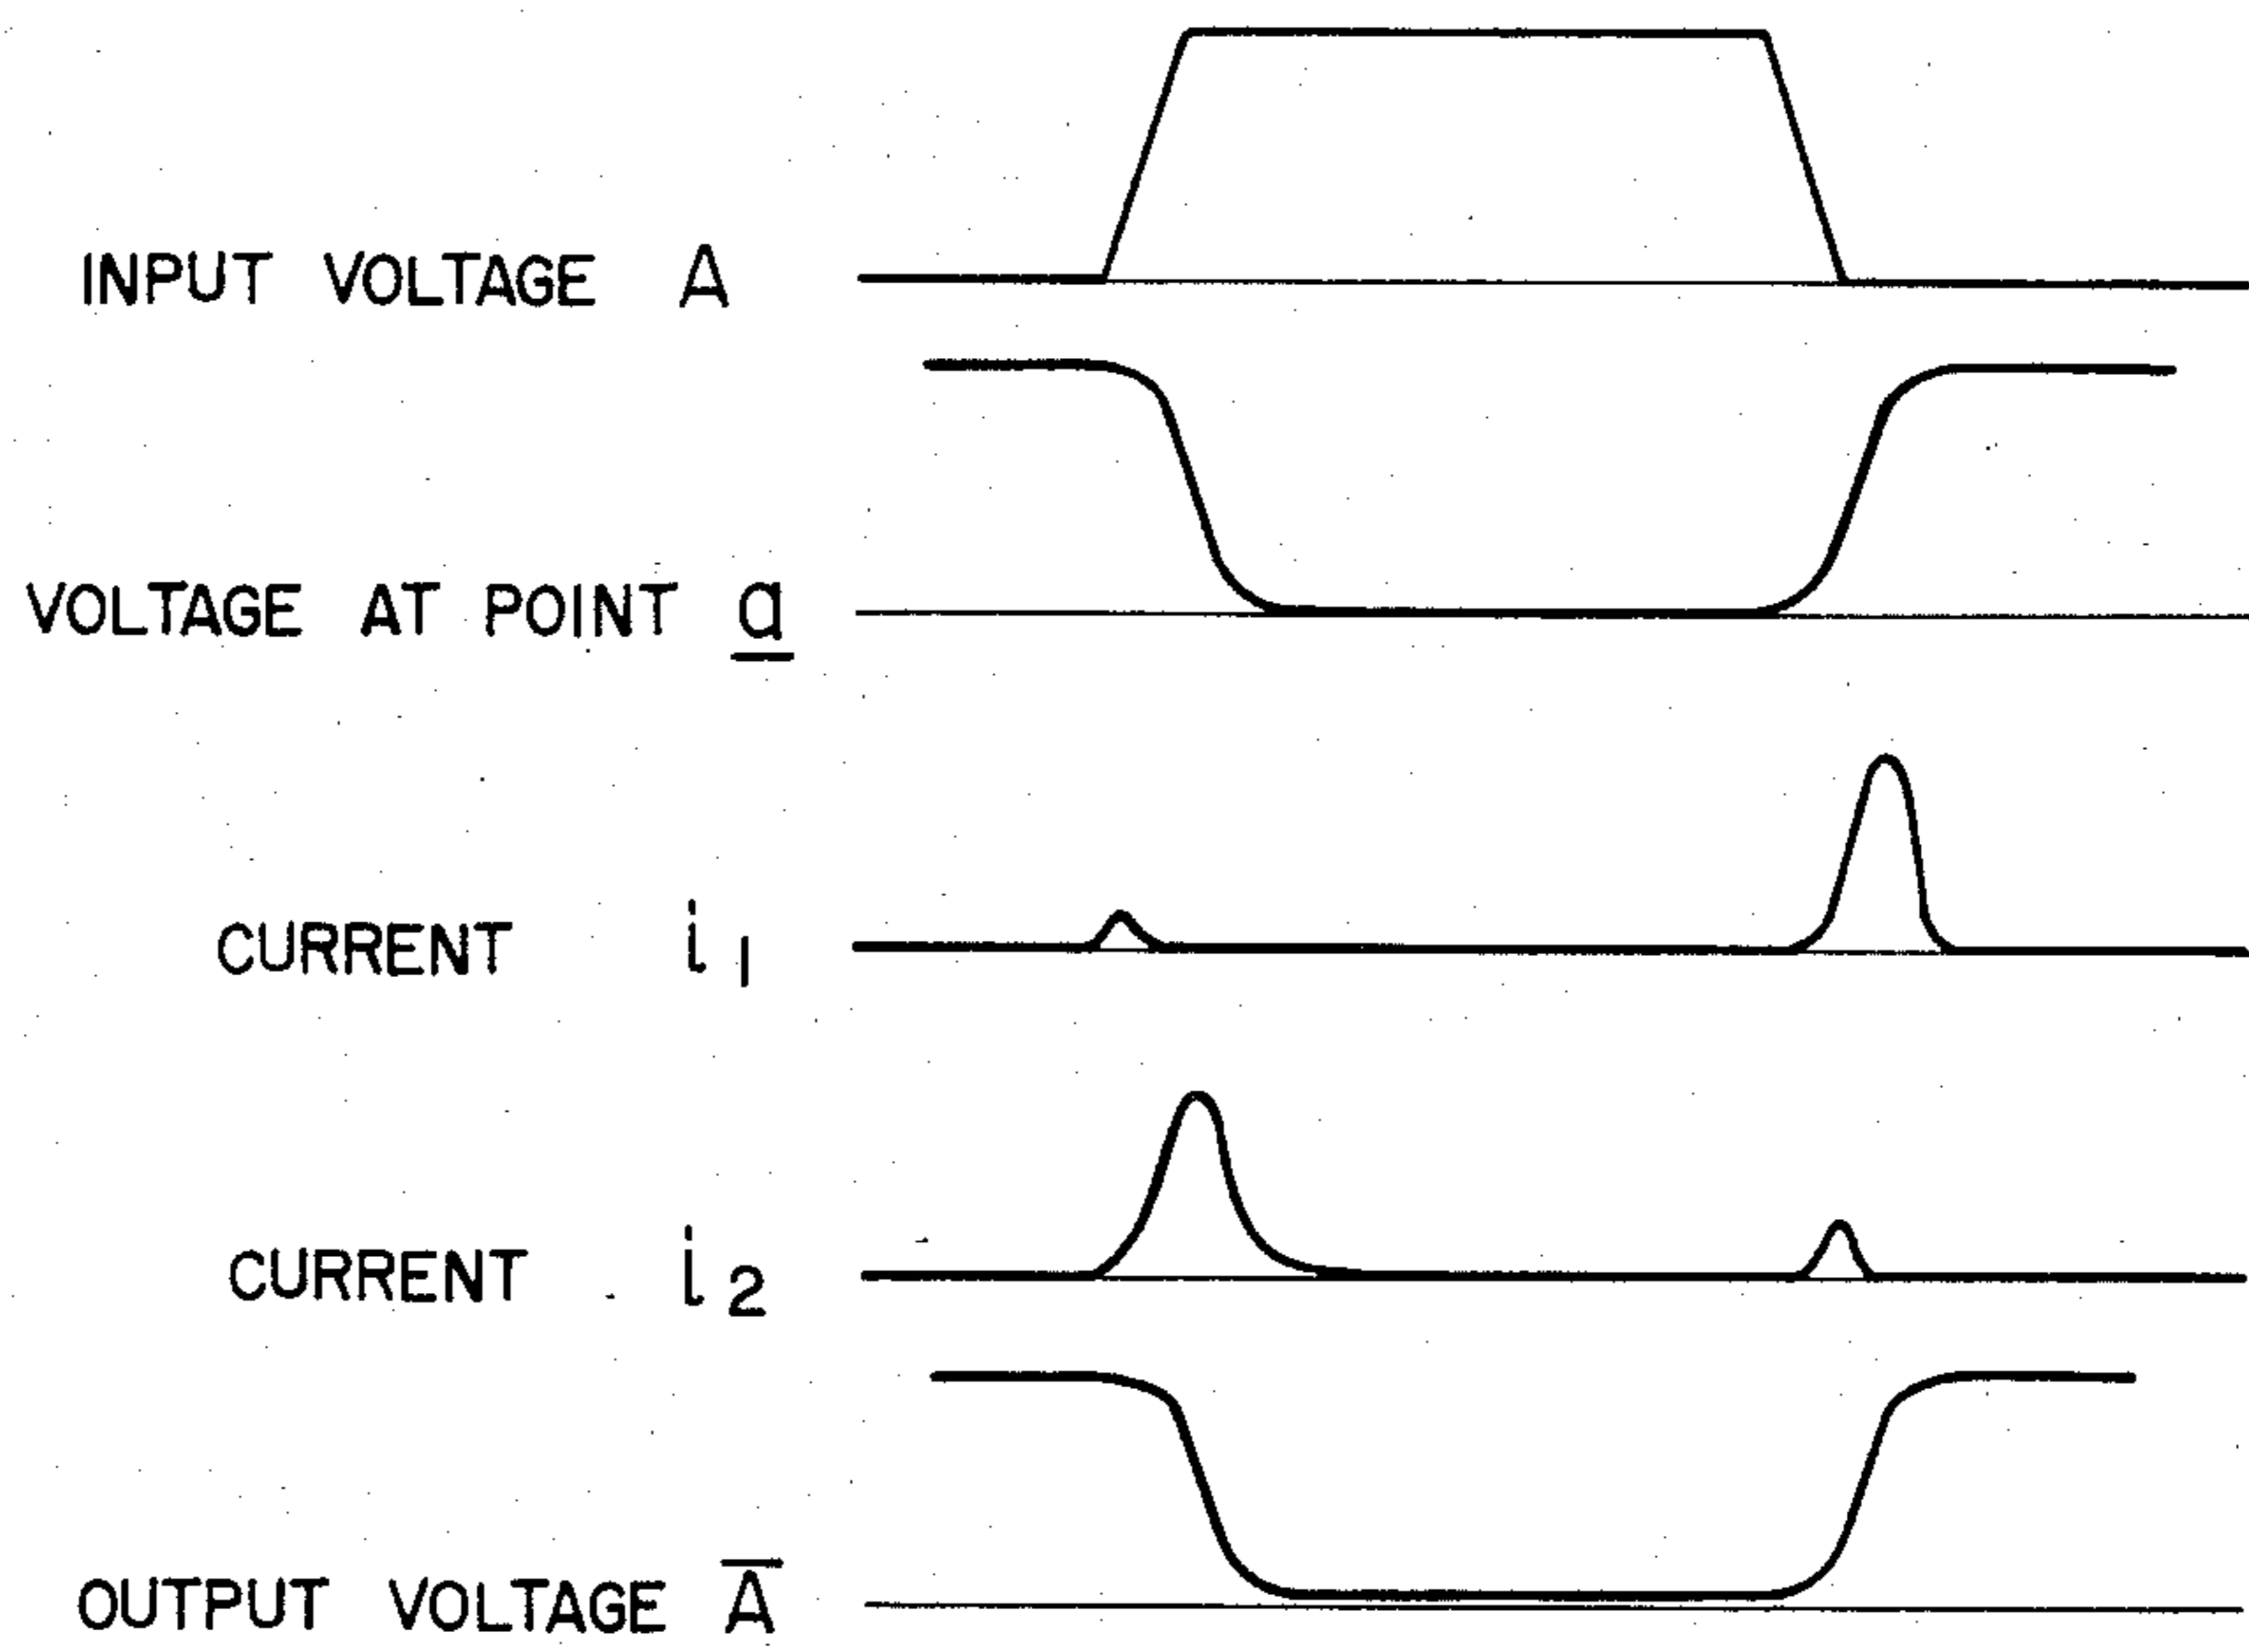 INPUT VOLTAGE A
VOLTAGE AT POINT a
CURRENT i1
CURRENT i2
OUTPUT VOLTAGE A̅